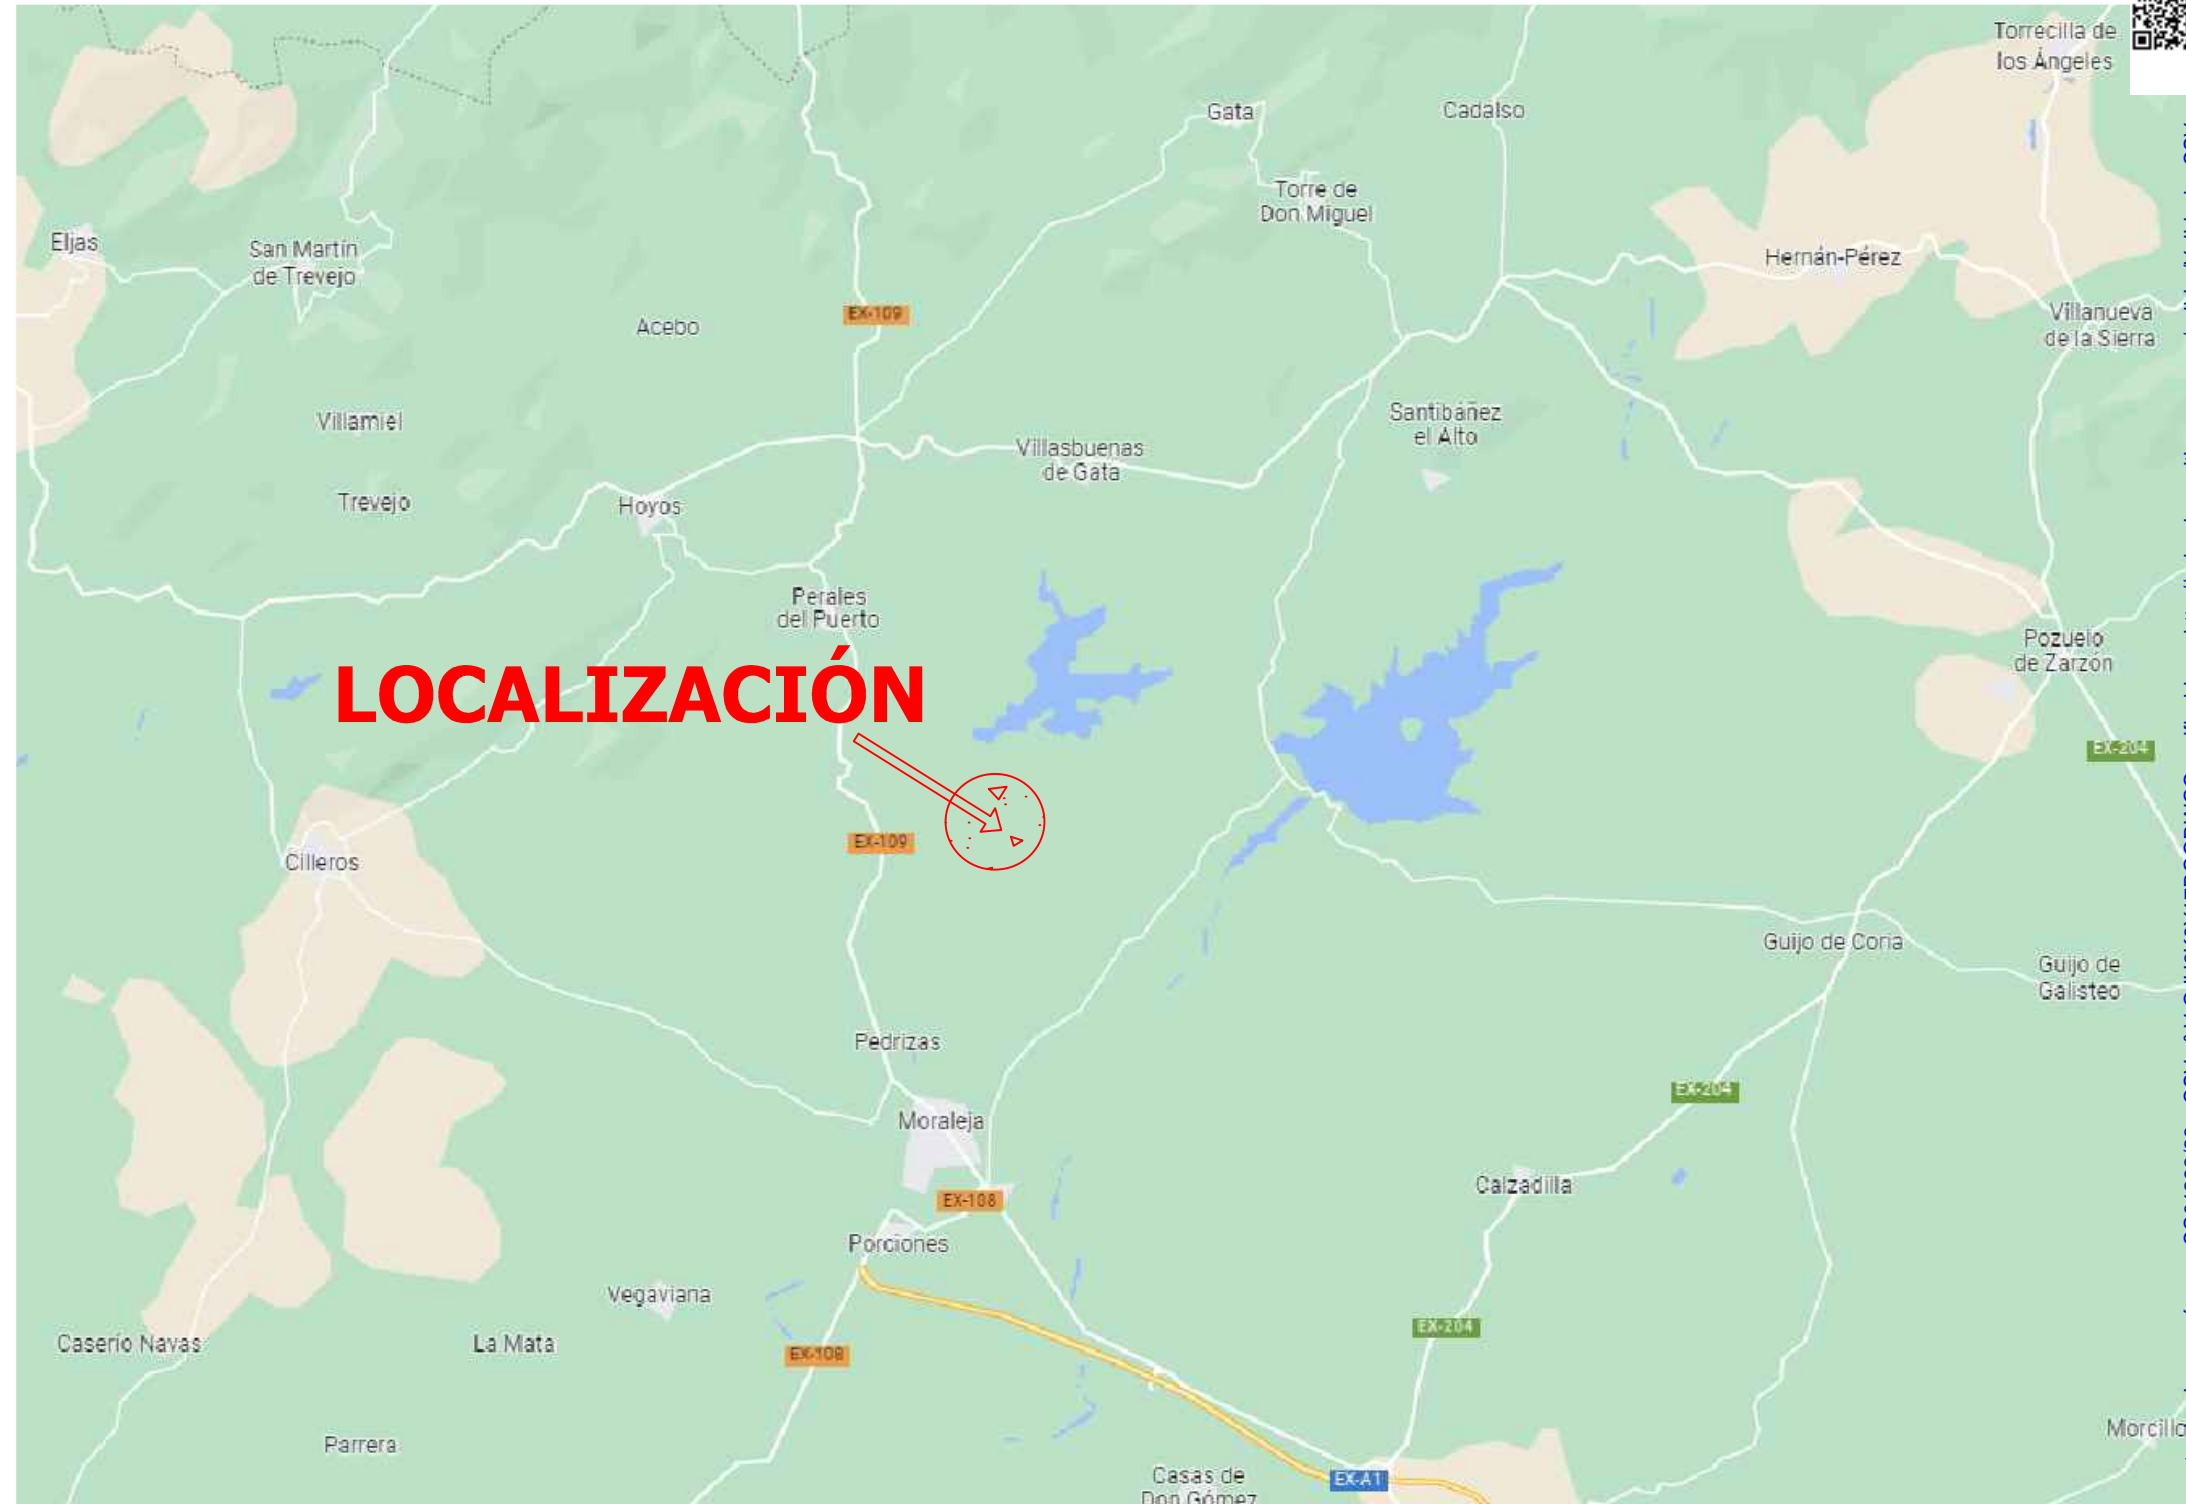 Torrecilla de
los Ángeles
Gata
Cadalso
Torre de
Don Miguel
Eljas
San Martín
de Trevejo
Hernán-Pérez
EX-109
Villanueva
de la Sierra
Acebo
Villamiel
Santibáñez
el Alto
Villasbuenas
de Gata
Trevejo
Hoyos
Perales
del Puerto
Pozuelo
de Zarzón
LOCALIZACIÓN
EX-204
EX-109
Cilleros
Guijo de Coria
Guijo de
Galisteo
Pedrizas
EX-204
Moraleja
Calzadilla
EX-108
Porciones
Vegaviana
EX-204
Caserío Navas
La Mata
EX-108
Parrera
Morcillo
Casas de
Don Gómez
EX-A1